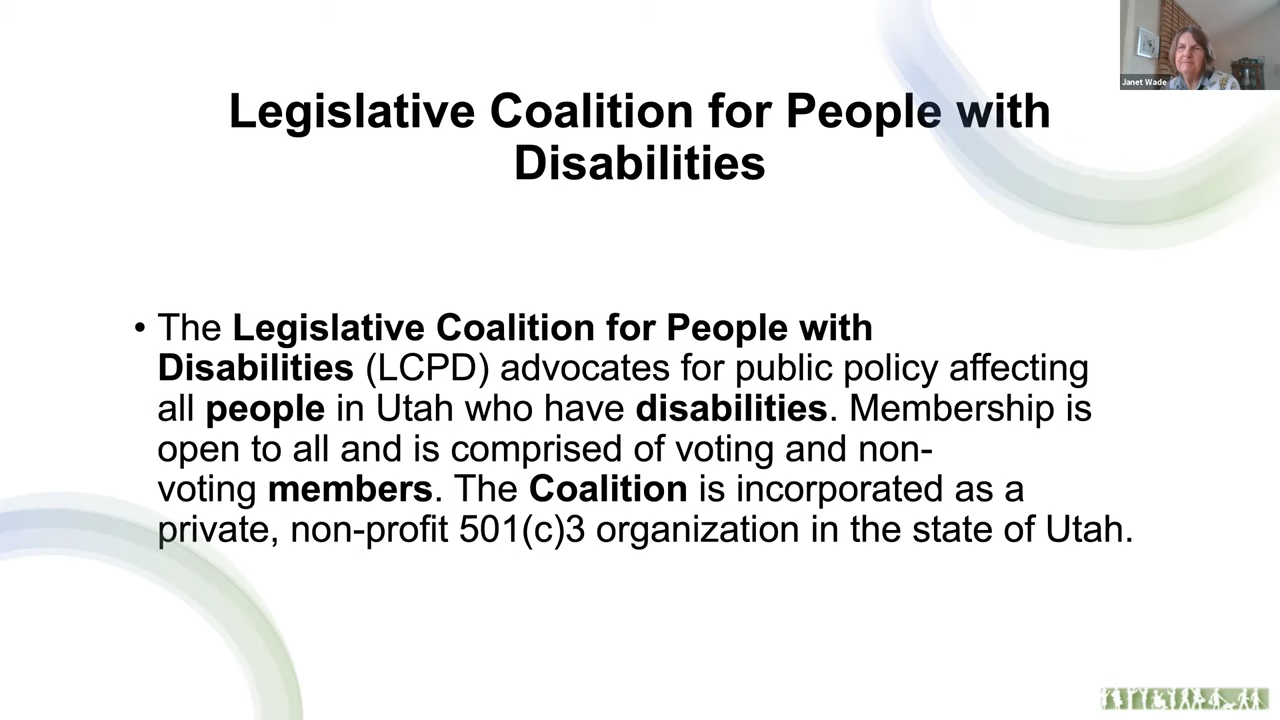 Janet Wade
Legislative Coalition for People with
Disabilities
• The Legislative Coalition for People with
Disabilities (LCPD) advocates for public policy affecting
all people in Utah who have disabilities. Membership is
open to all and is comprised of voting and non-
voting members. The Coalition is incorporated as a
private, non-profit 501(c)3 organization in the state of Utah.